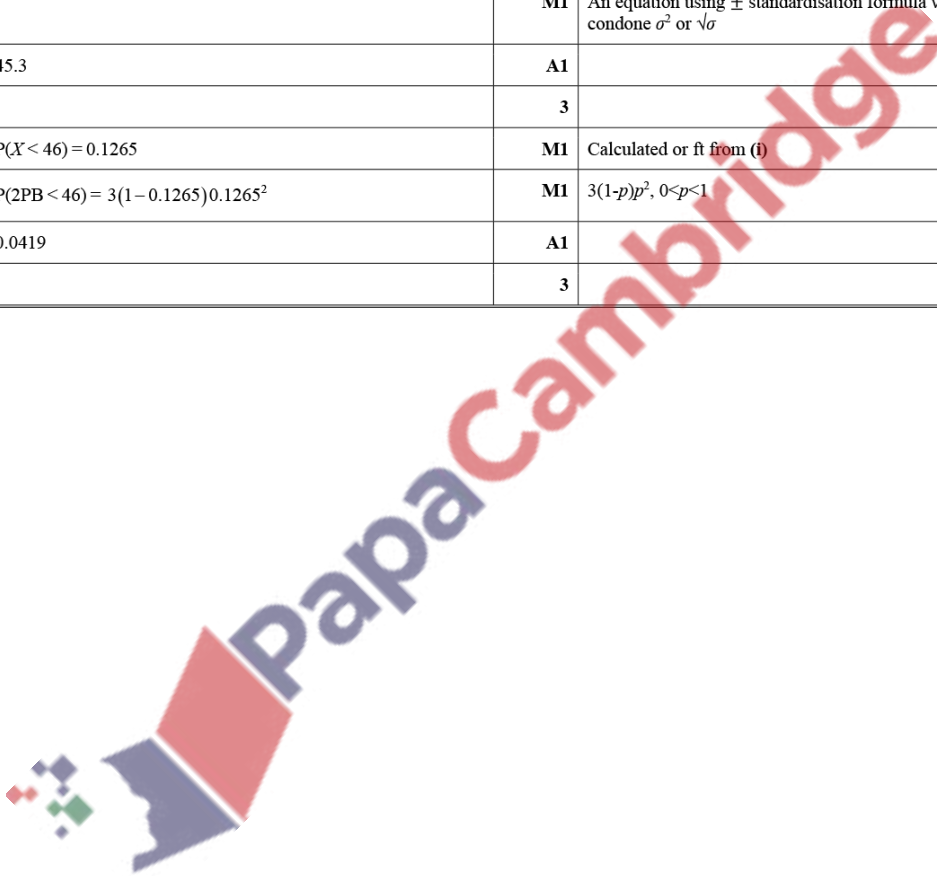 M1 An equation using ± standardisation formula
condone σ² or √σ
45.3 A1
3
P(X < 46) = 0.1265 M1 Calculated or ft from (i)
P(2PB < 46) = 3(1 – 0.1265)0.1265² M1 3(1-p)p², 0<p<1
0.0419 A1
3
PapaCambridge